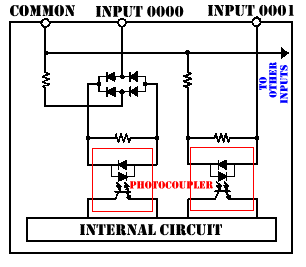 COMMON INPUT 0000 INPUT 0001
TO
OTHER
INPUTS
PHOTOCOUPLER
INTERNAL CIRCUIT